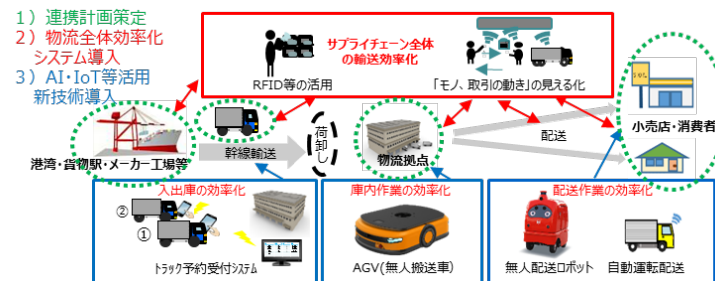 1）連携計画策定
2）物流全体効率化
システム導入
3）AI・IoT等活用
新技術導入
サプライチェーン全体
の輸送効率化
RFID等の活用
「モノ、取引の動き」の見える化
港湾・貨物駅・メーカー工場等
幹線輸送
荷卸し
物流拠点
配送
小売店・消費者
入出庫の効率化
②
①
トラック予約受付システム
庫内作業の効率化
AGV(無人搬送車)
配送作業の効率化
無人配送ロボット
自動運転配送